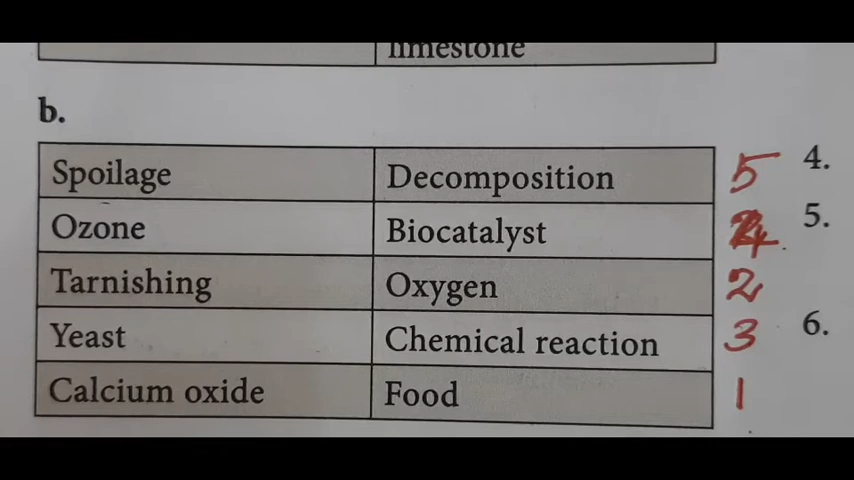 limestone
b.
Spoilage Decomposition 5 4.
Ozone Biocatalyst 4 5.
Tarnishing Oxygen 2
Yeast Chemical reaction 3 6.
Calcium oxide Food 1